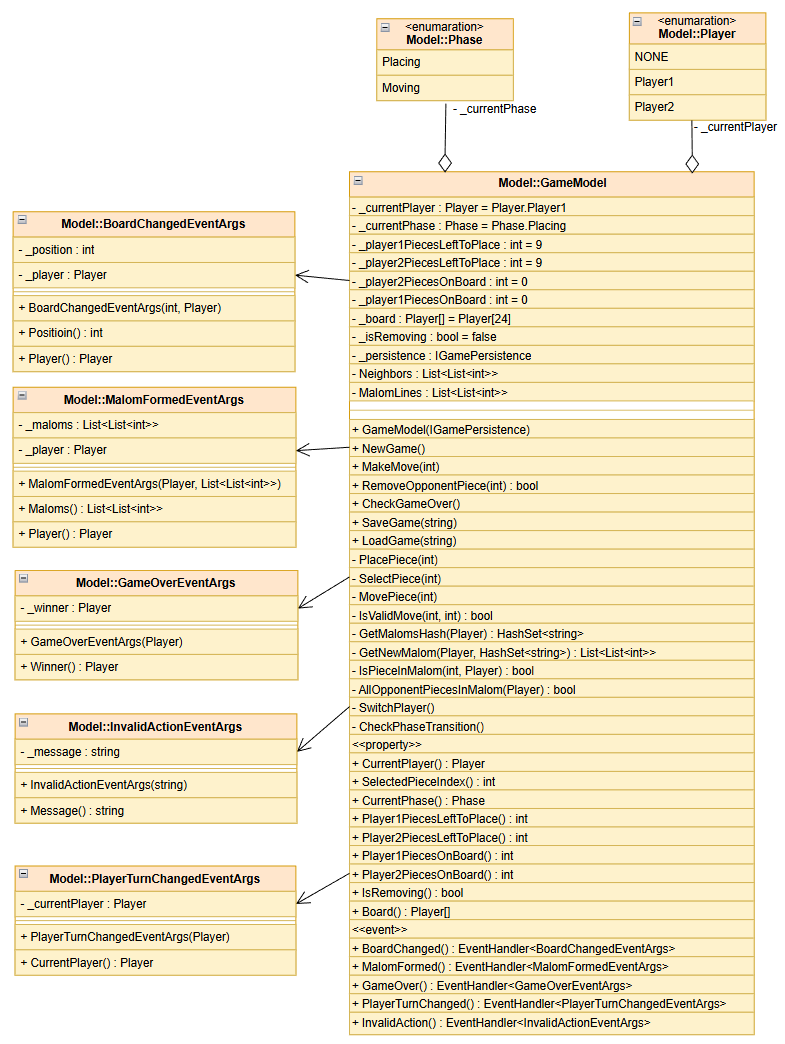 <enumaration>
Model::Phase
Placing
Moving
- _currentPhase
<enumaration>
Model::Player
NONE
Player1
Player2
- _currentPlayer
Model::BoardChangedEventArgs
- _position : int
- _player : Player
+ BoardChangedEventArgs(int, Player)
+ Positioin() : int
+ Player() : Player
Model::MalomFormedEventArgs
- _maloms : List<List<int>>
- _player : Player
+ MalomFormedEventArgs(Player, List<List<int>>)
+ Maloms() : List<List<int>>
+ Player() : Player
Model::GameOverEventArgs
- _winner : Player
+ GameOverEventArgs(Player)
+ Winner() : Player
Model::InvalidActionEventArgs
- _message : string
+ InvalidActionEventArgs(string)
+ Message() : string
Model::PlayerTurnChangedEventArgs
- _currentPlayer : Player
+ PlayerTurnChangedEventArgs(Player)
+ CurrentPlayer() : Player
Model::GameModel
- _currentPlayer : Player = Player.Player1
- _currentPhase : Phase = Phase.Placing
- _player1PiecesLeftToPlace : int = 9
- _player2PiecesLeftToPlace : int = 9
- _player2PiecesOnBoard : int = 0
- _player1PiecesOnBoard : int = 0
- _board : Player[] = Player[24]
- _isRemoving : bool = false
- _persistence : IGamePersistence
- Neighbors : List<List<int>>
- MalomLines : List<List<int>>
+ GameModel(IGamePersistence)
+ NewGame()
+ MakeMove(int)
+ RemoveOpponentPiece(int) : bool
+ CheckGameOver()
+ SaveGame(string)
+ LoadGame(string)
- PlacePiece(int)
- SelectPiece(int)
- MovePiece(int)
- IsValidMove(int, int) : bool
- GetMalomsHash(Player) : HashSet<string>
- GetNewMalom(Player, HashSet<string>) : List<List<int>>
- IsPieceInMalom(int, Player) : bool
- AllOpponentPiecesInMalom(Player) : bool
- SwitchPlayer()
- CheckPhaseTransition()
<<property>>
+ CurrentPlayer() : Player
+ SelectedPieceIndex() : int
+ CurrentPhase() : Phase
+ Player1PiecesLeftToPlace() : int
+ Player2PiecesLeftToPlace() : int
+ Player1PiecesOnBoard() : int
+ Player2PiecesOnBoard() : int
+ IsRemoving() : bool
+ Board() : Player[]
<<event>>
+ BoardChanged() : EventHandler<BoardChangedEventArgs>
+ MalomFormed() : EventHandler<MalomFormedEventArgs>
+ GameOver() : EventHandler<GameOverEventArgs>
+ PlayerTurnChanged() : EventHandler<PlayerTurnChangedEventArgs>
+ InvalidAction() : EventHandler<InvalidActionEventArgs>